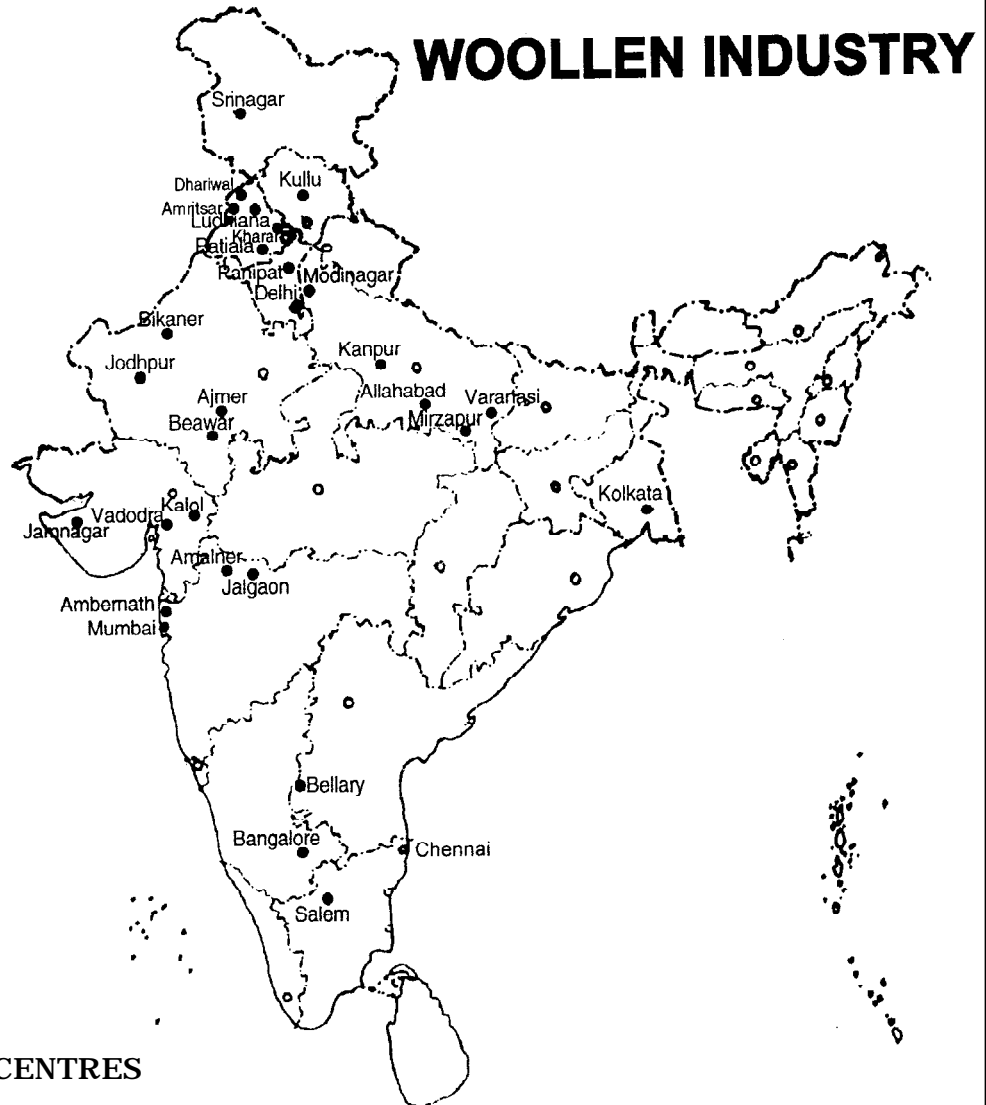 WOOLLEN INDUSTRY
Srinagar
Dhariwal
Kullu
Amritsar
Ludhiana
Kharar
Patiala
Panipat
Modinagar
Delhi
Bikaner
Jodhpur
Kanpur
Ajmer
Allahabad
Varanasi
Beawar
Mirzapur
Kalol
Vadodra
Jamnagar
Kolkata
Amalner
Jalgaon
Ambernath
Mumbai
Bellary
Bangalore
Chennai
Salem
CENTRES